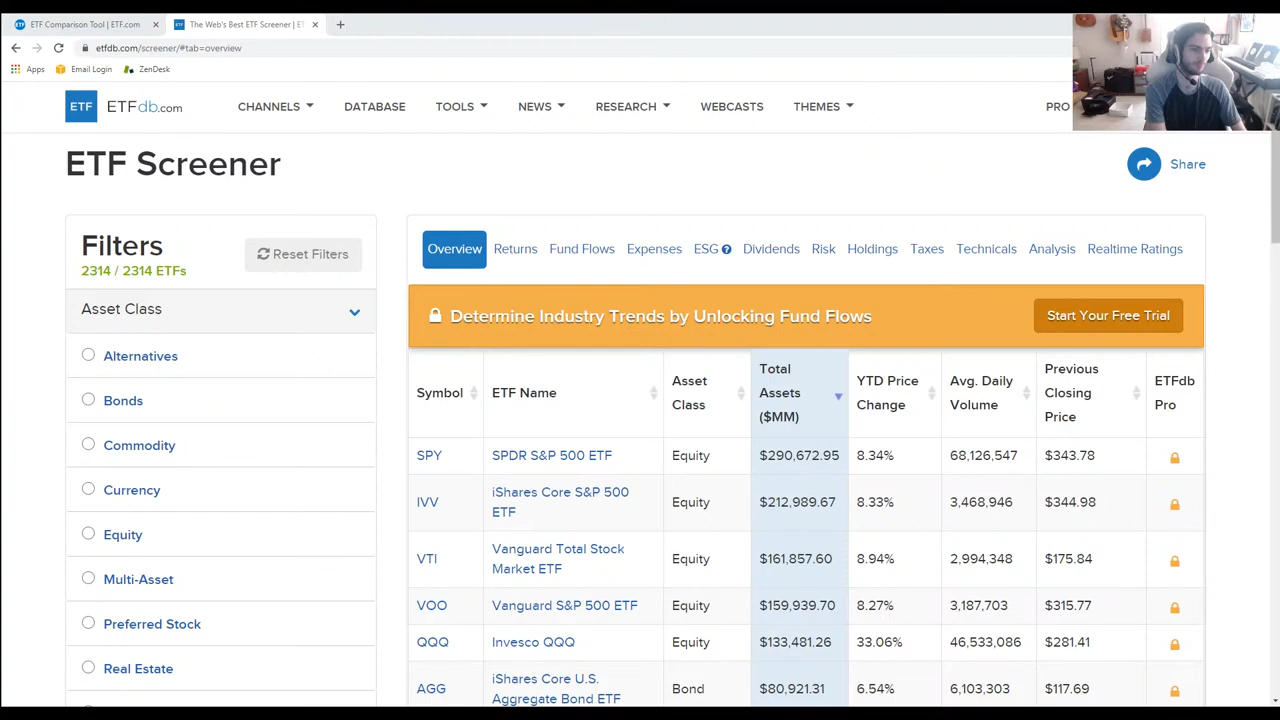 ETF Comparison Tool | ETF.com
The Web's Best ETF Screener | ET
etfdb.com/screener/#tab=overview
Apps
Email Login
ZenDesk
ETF
ETFdb.com
CHANNELS
DATABASE
TOOLS
NEWS
RESEARCH
WEBCASTS
THEMES
PRO
ETF Screener
Share
Filters
2314 / 2314 ETFs
Reset Filters
Asset Class
Alternatives
Bonds
Commodity
Currency
Equity
Multi-Asset
Preferred Stock
Real Estate
Overview Returns Fund Flows Expenses ESG Dividends Risk Holdings Taxes Technicals Analysis Realtime Ratings
Determine Industry Trends by Unlocking Fund Flows
Start Your Free Trial
Symbol
ETF Name
Asset
Class
Total
Assets
($MM)
YTD Price
Change
Avg. Daily
Volume
Previous
Closing
Price
ETFdb
Pro
SPY SPDR S&P 500 ETF Equity $290,672.95 8.34% 68,126,547 $343.78
IVV iShares Core S&P 500
ETF
Equity $212,989.67 8.33% 3,468,946 $344.98
VTI Vanguard Total Stock
Market ETF
Equity $161,857.60 8.94% 2,994,348 $175.84
VOO Vanguard S&P 500 ETF Equity $159,939.70 8.27% 3,187,703 $315.77
QQQ Invesco QQQ Equity $133,481.26 33.06% 46,533,086 $281.41
AGG iShares Core U.S.
Aggregate Bond ETF
Bond $80,921.31 6.54% 6,103,303 $117.69